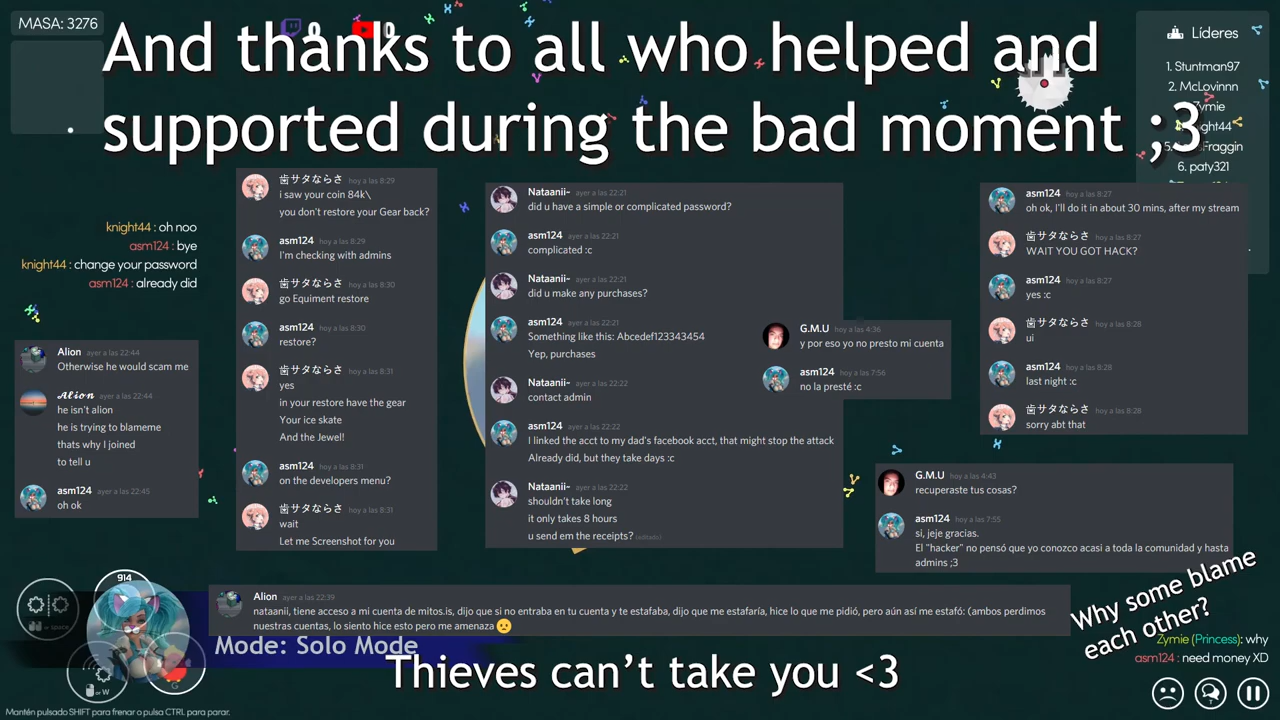 MASA: 3276
0
0
And thanks to all who helped and
supported during the bad moment ;3
Líderes
1. Stuntman97
2. McLovinnn
Zymie
ght44
5.
Fraggin
6. paty321
knight44 : oh noo
asm124 : bye
knight44 : change your password
asm124 : already did
Alion ayer a las 22:44
Otherwise he would scam me
𝓐𝓵𝓲𝓸𝓷 ayer a las 22:44
he isn't alion
he is trying to blameme
thats why I joined
to tell u
asm124 ayer a las 22:45
oh ok
歯サタならさ hoy a las 8:29
i saw your coin 84k\
you don't restore your Gear back?
asm124 hoy a las 8:29
I'm checking with admins
歯サタならさ hoy a las 8:30
go Equiment restore
asm124 hoy a las 8:30
restore?
歯サタならさ hoy a las 8:31
yes
in your restore have the gear
Your ice skate
And the Jewel!
asm124 hoy a las 8:31
on the developers menu?
歯サタならさ hoy a las 8:31
wait
Let me Screenshot for you
Nataanii~ ayer a las 22:21
did u have a simple or complicated password?
asm124 ayer a las 22:21
complicated :c
Nataanii~ ayer a las 22:21
did u make any purchases?
asm124 ayer a las 22:21
Something like this: Abcedef123343454
Yep, purchases
Nataanii~ ayer a las 22:22
contact admin
asm124 ayer a las 22:22
I linked the acct to my dad's facebook acct, that might stop the attack
Already did, but they take days :c
Nataanii~ ayer a las 22:22
shouldn't take long
it only takes 8 hours
u send em the receipts? (editado)
G.M.U hoy a las 4:36
y por eso yo no presto mi cuenta
asm124 hoy a las 7:56
no la presté :c
asm124 hoy a las 8:27
oh ok, I'll do it in about 30 mins, after my stream
歯サタならさ hoy a las 8:27
WAIT YOU GOT HACK?
asm124 hoy a las 8:27
yes :c
歯サタならさ hoy a las 8:28
ui
asm124 hoy a las 8:28
last night :c
歯サタならさ hoy a las 8:28
sorry abt that
G.M.U hoy a las 4:43
recuperaste tus cosas?
asm124 hoy a las 7:55
si, jeje gracias.
El "hacker" no pensó que yo conozco acasi a toda la comunidad y hasta
admins ;3
Alion ayer a las 22:39
nataanii, tiene acceso a mi cuenta de mitos.is, dijo que si no entraba en tu cuenta y te estafaba, dijo que me estafaría, hice lo que me pidió, pero aún así me estafó: (ambos perdimos
nuestras cuentas, lo siento hice esto pero me amenaza 😟
Why some blame
each other?
914
or SPACE
or W
G
Mode: Solo Mode
Thieves can't take you <3
Zymie (Princess): why
asm124 : need money XD
Mantén pulsado SHIFT para frenar o pulsa CTRL para parar.